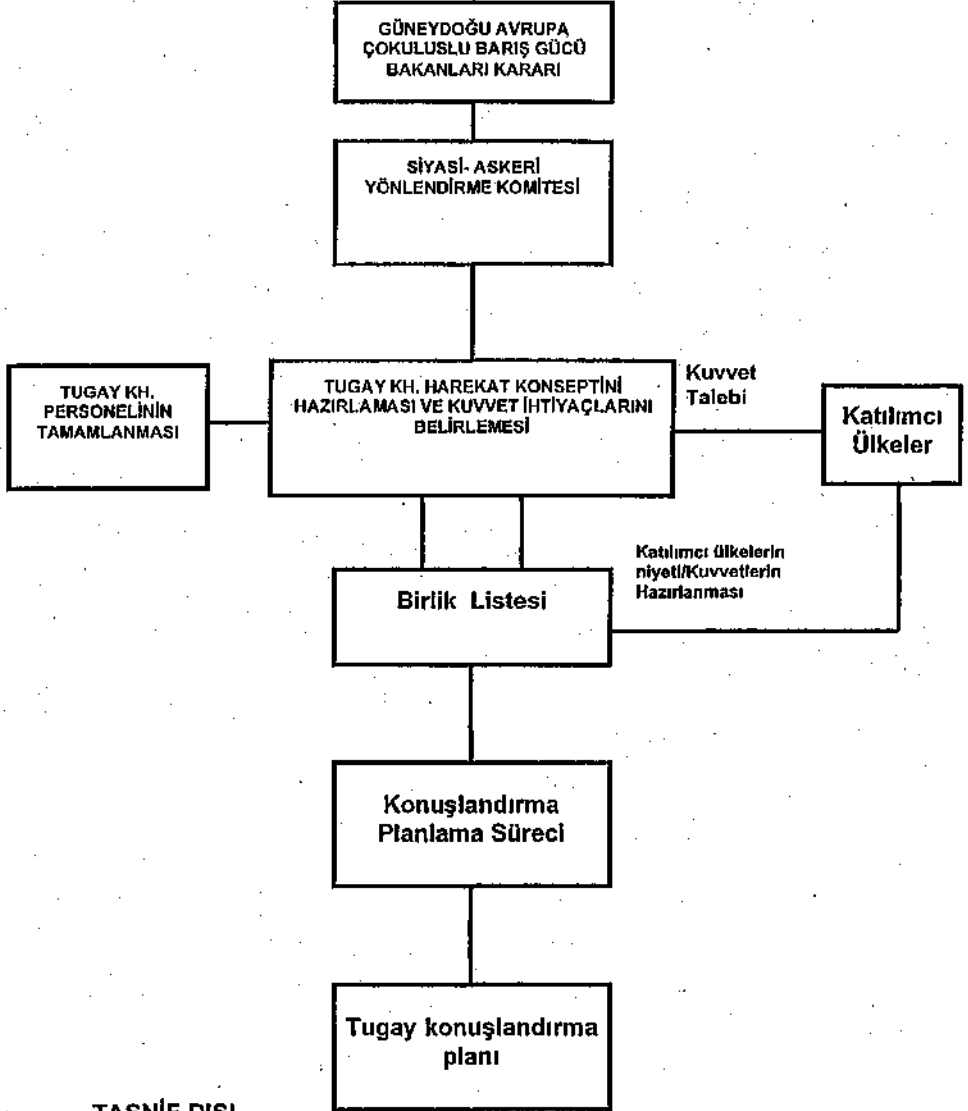 GÜNEYDOĞU AVRUPA
ÇOKULUSLU BARIŞ GÜCÜ
BAKANLARI KARARI
SİYASİ- ASKERİ
YÖNLENDİRME KOMİTESİ
TUGAY KH.
PERSONELİNİN
TAMAMLANMASI
TUGAY KH. HAREKAT KONSEPTİNİ
HAZIRLAMASI VE KUVVET İHTİYAÇLARINI
BELİRLEMESİ
Kuvvet
Talebi
Katılımcı
Ülkeler
Katılımcı ülkelerin
niyeti/Kuvvetlerin
Hazırlanması
Birlik Listesi
Konuşlandırma
Planlama Süreci
Tugay konuşlandırma
planı
TASNİF DIŞI